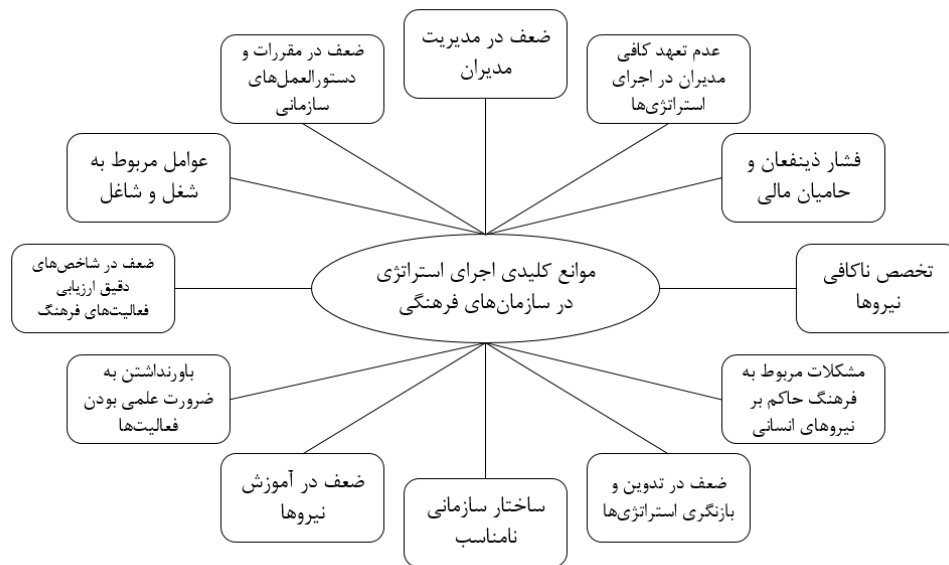 ضعف در مدیریت
مدیران
عدم تعهد کافی
مدیران در اجرای
استراتژی‌ها
فشار ذینفعان و
حامیان مالی
تخصص ناکافی
نیروها
مشکلات مربوط به
فرهنگ حاکم بر
نیروهای انسانی
ضعف در تدوین و
بازنگری استراتژی‌ها
ساختار سازمانی
نامناسب
ضعف در آموزش
نیروها
باورنداشتن به
ضرورت علمی بودن
فعالیت‌ها
ضعف در شاخص‌های
دقیق ارزیابی
فعالیت‌های فرهنگ
عوامل مربوط به
شغل و شاغل
ضعف در مقررات و
دستورالعمل‌های
سازمانی
موانع کلیدی اجرای استراتژی
در سازمان‌های فرهنگی